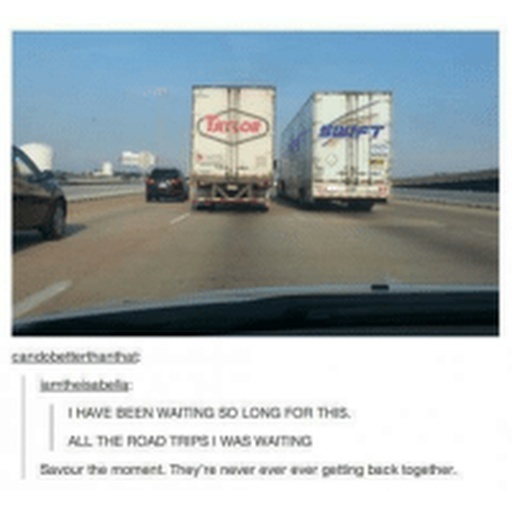 TAYLOR
SWIFT
candobetterthanthat:
iamtheisabella:
I HAVE BEEN WAITING SO LONG FOR THIS.
ALL THE ROAD TRIPS I WAS WAITING
Savour the moment. They're never ever ever getting back together.